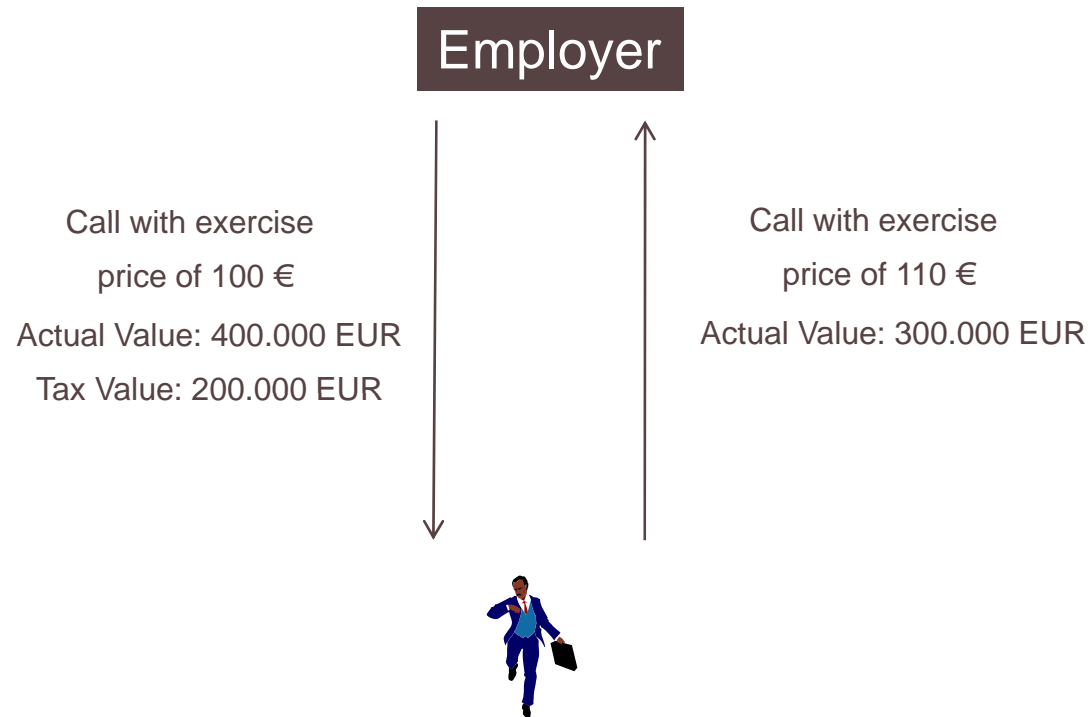 Employer
Call with exercise
price of 100 €
Actual Value: 400.000 EUR
Tax Value: 200.000 EUR
Call with exercise
price of 110 €
Actual Value: 300.000 EUR